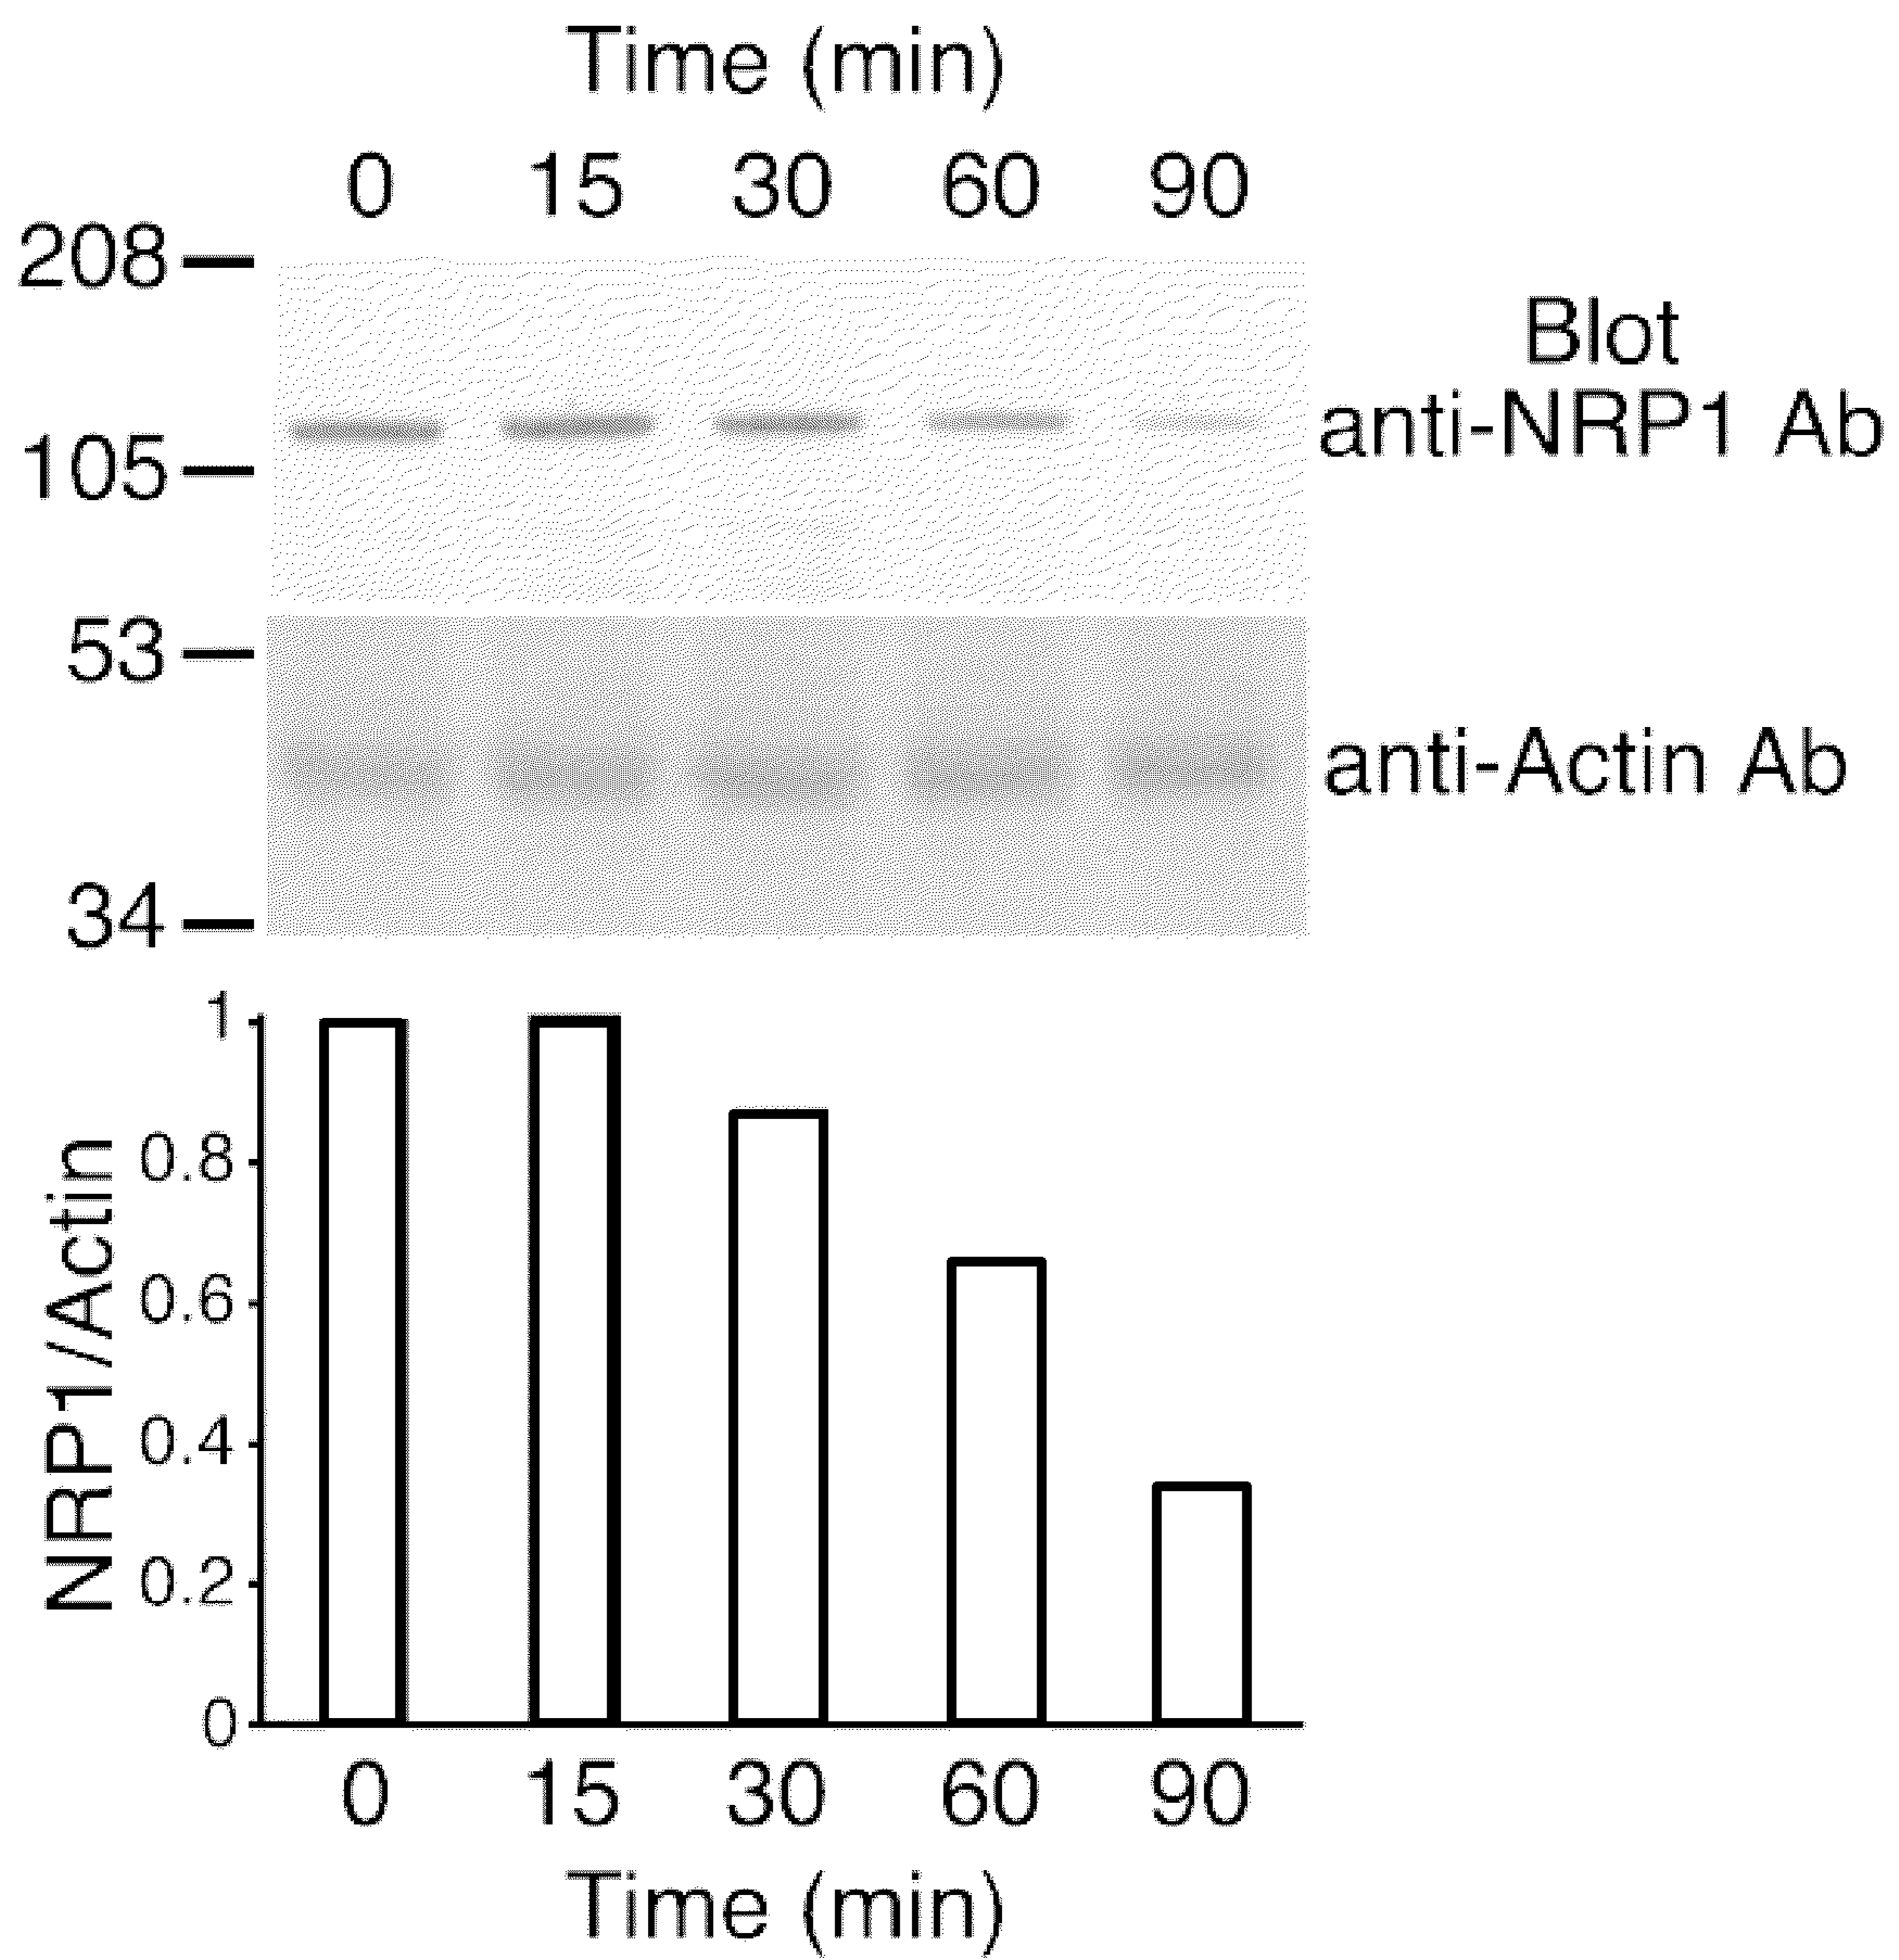 Time (min)
0 15 30 60 90
208
105
53
34
Blot
anti-NRP1 Ab
anti-Actin Ab
NRP1/Actin
1
0.8
0.6
0.4
0.2
0
0 15 30 60 90
Time (min)